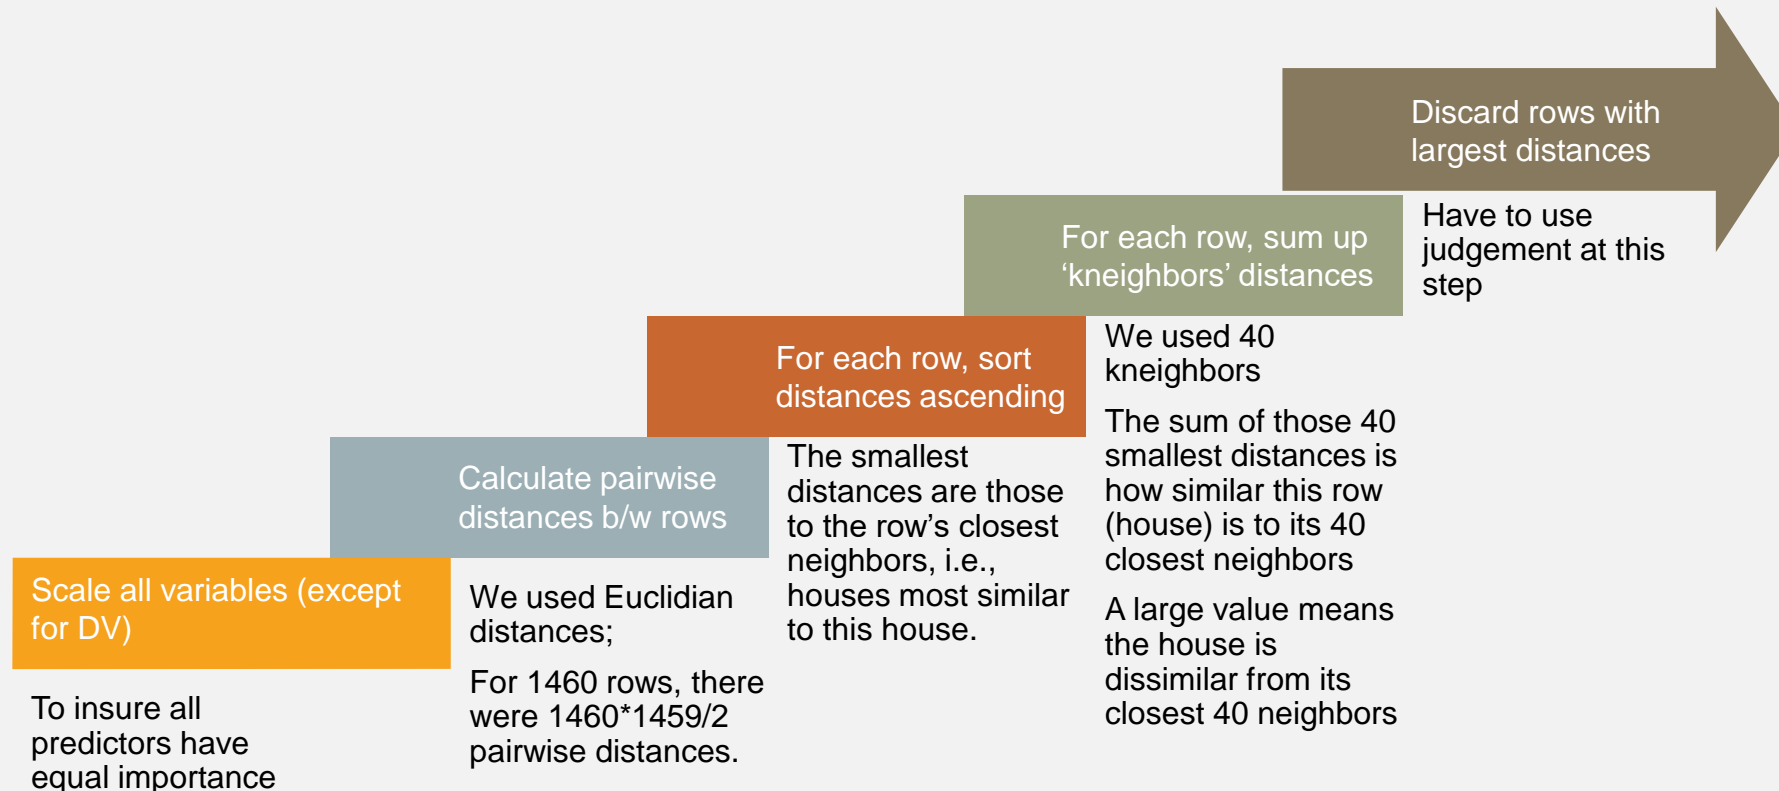 Scale all variables (except
for DV)
To insure all
predictors have
equal importance
Calculate pairwise
distances b/w rows
We used Euclidian
distances;
For 1460 rows, there
were 1460*1459/2
pairwise distances.
For each row, sort
distances ascending
The smallest
distances are those
to the row’s closest
neighbors, i.e.,
houses most similar
to this house.
For each row, sum up
‘kneighbors’ distances
We used 40
kneighbors
The sum of those 40
smallest distances is
how similar this row
(house) is to its 40
closest neighbors
A large value means
the house is
dissimilar from its
closest 40 neighbors
Discard rows with
largest distances
Have to use
judgement at this
step